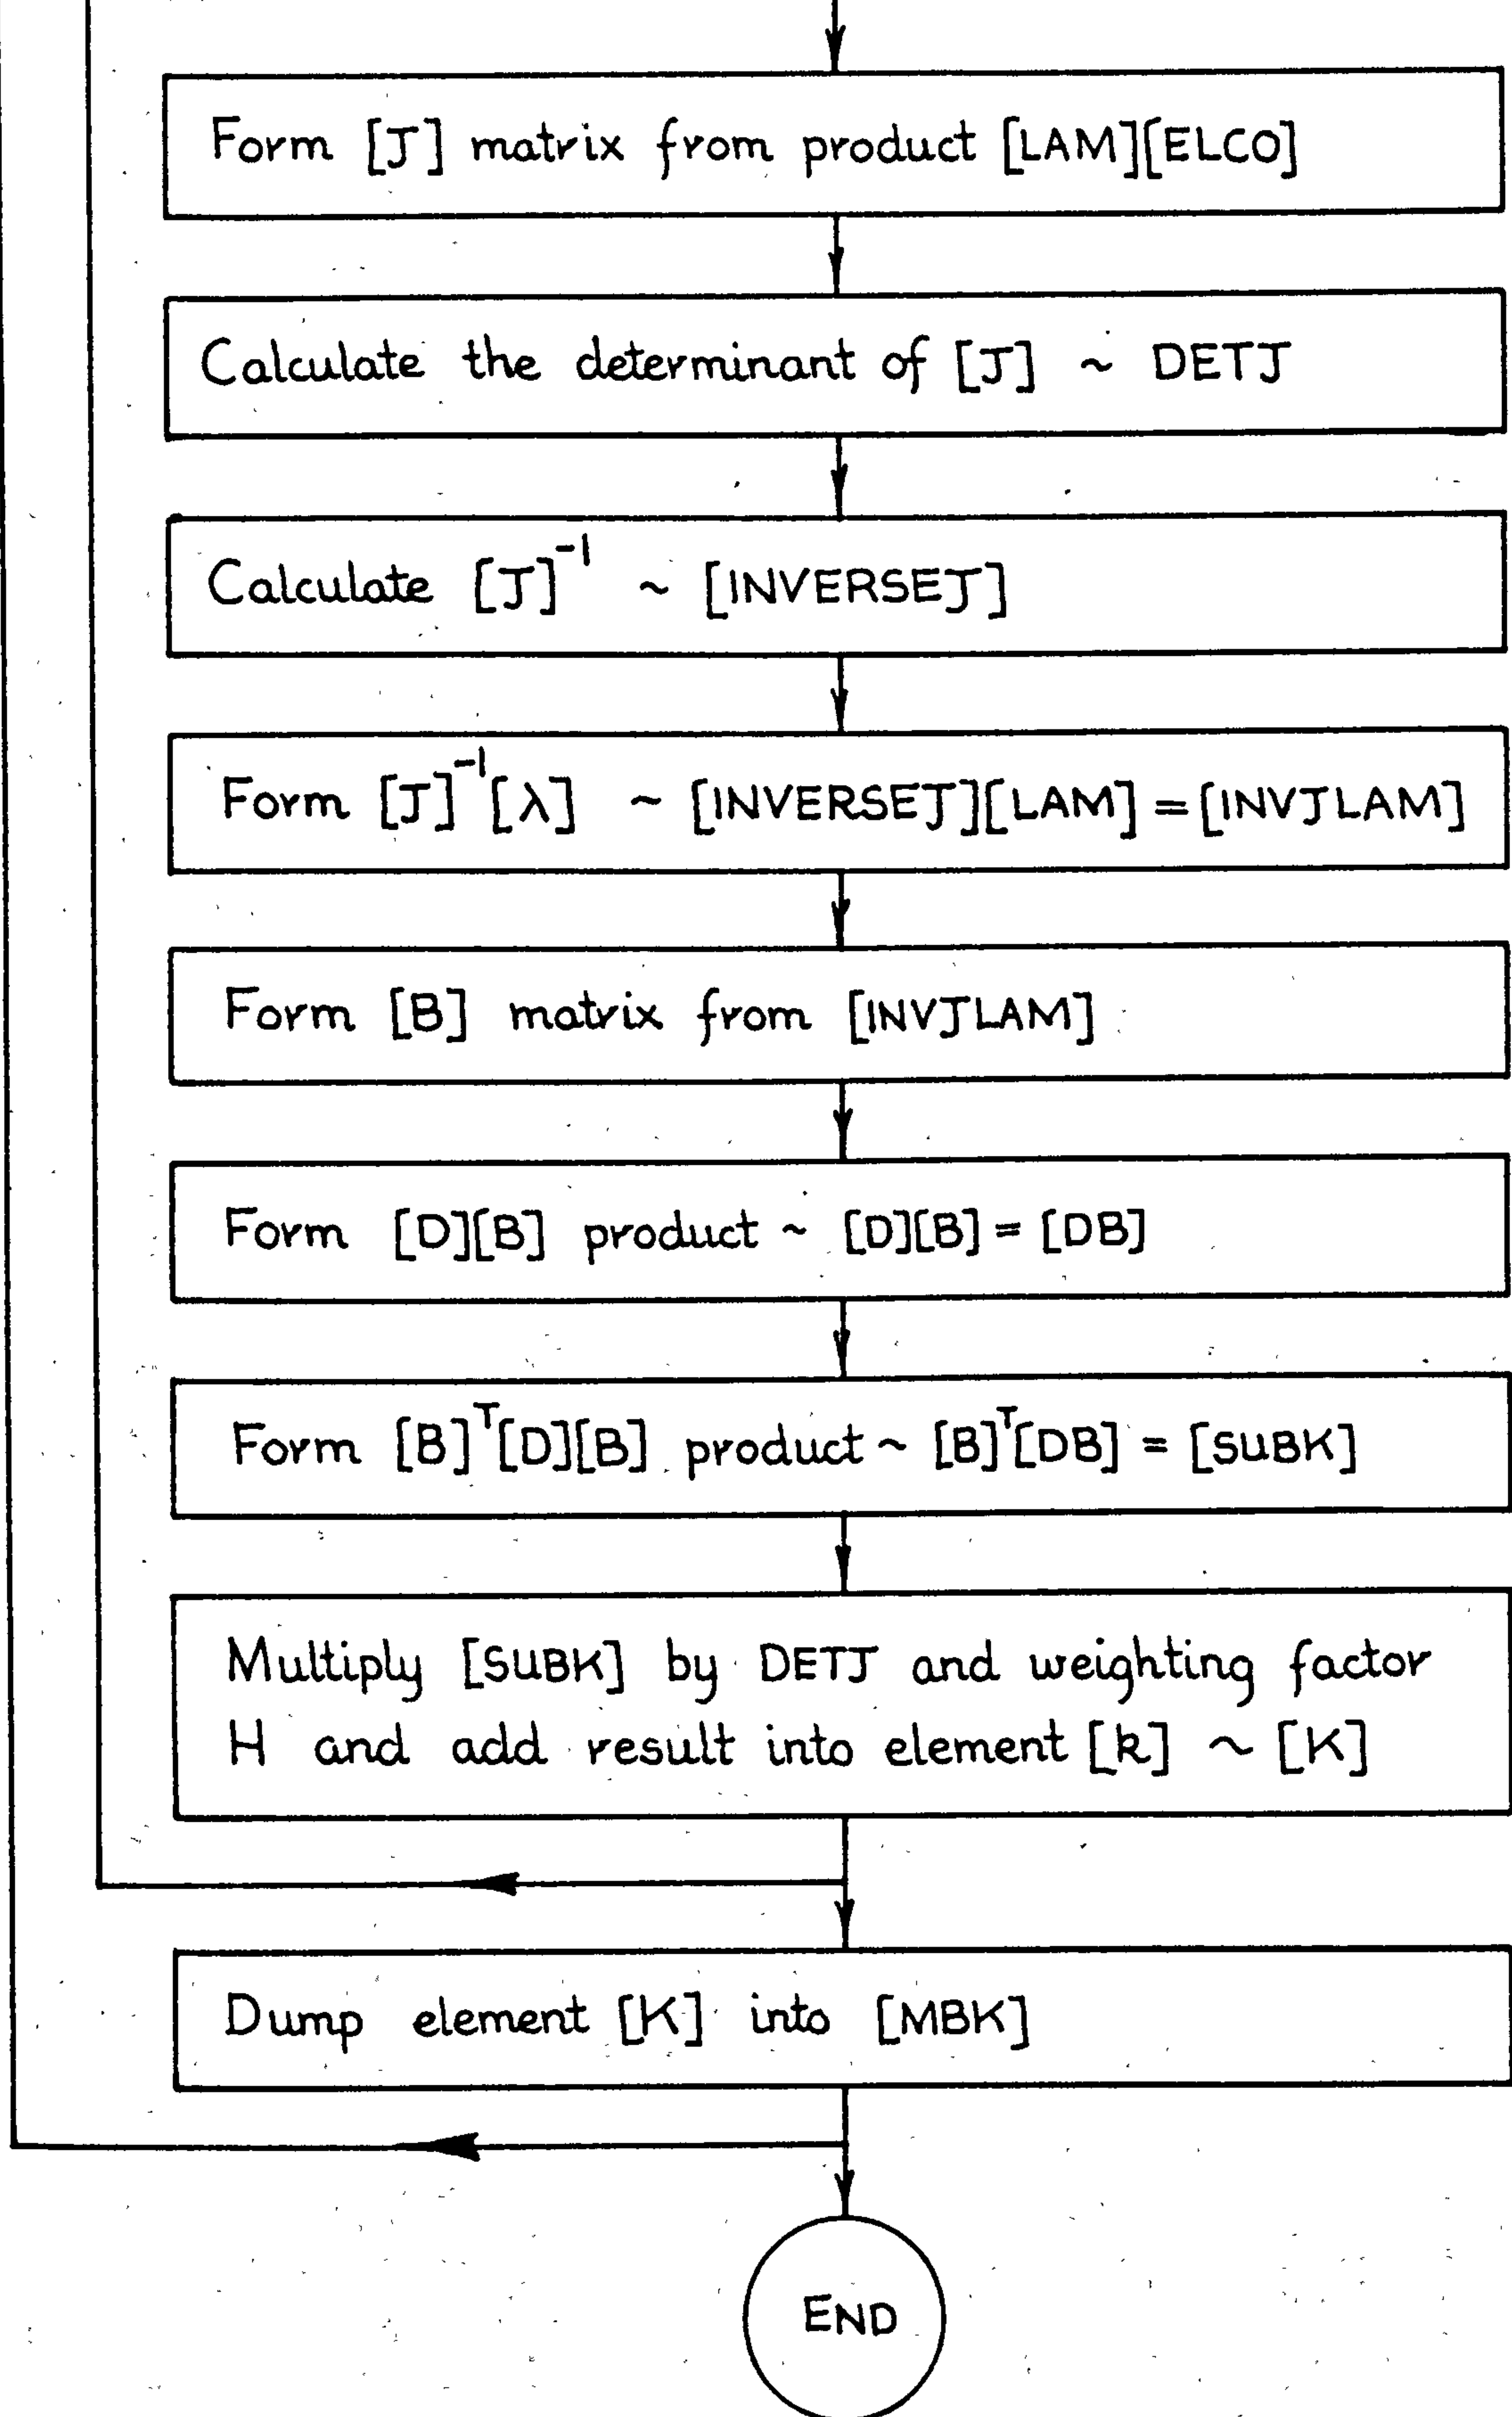 Form [J] matrix from product [LAM][ELCO]
Calculate the determinant of [J] ~ DETJ
Calculate [J]⁻¹ ~ [INVERSEJ]
Form [J]⁻¹[λ] ~ [INVERSEJ][LAM] = [INVJLAM]
Form [B] matrix from [INVJLAM]
Form [D][B] product ~ [D][B] = [DB]
Form [B]ᵀ[D][B] product ~ [B]ᵀ[DB] = [SUBK]
Multiply [SUBK] by DETJ and weighting factor
H and add result into element [k] ~ [K]
Dump element [K] into [MBK]
END